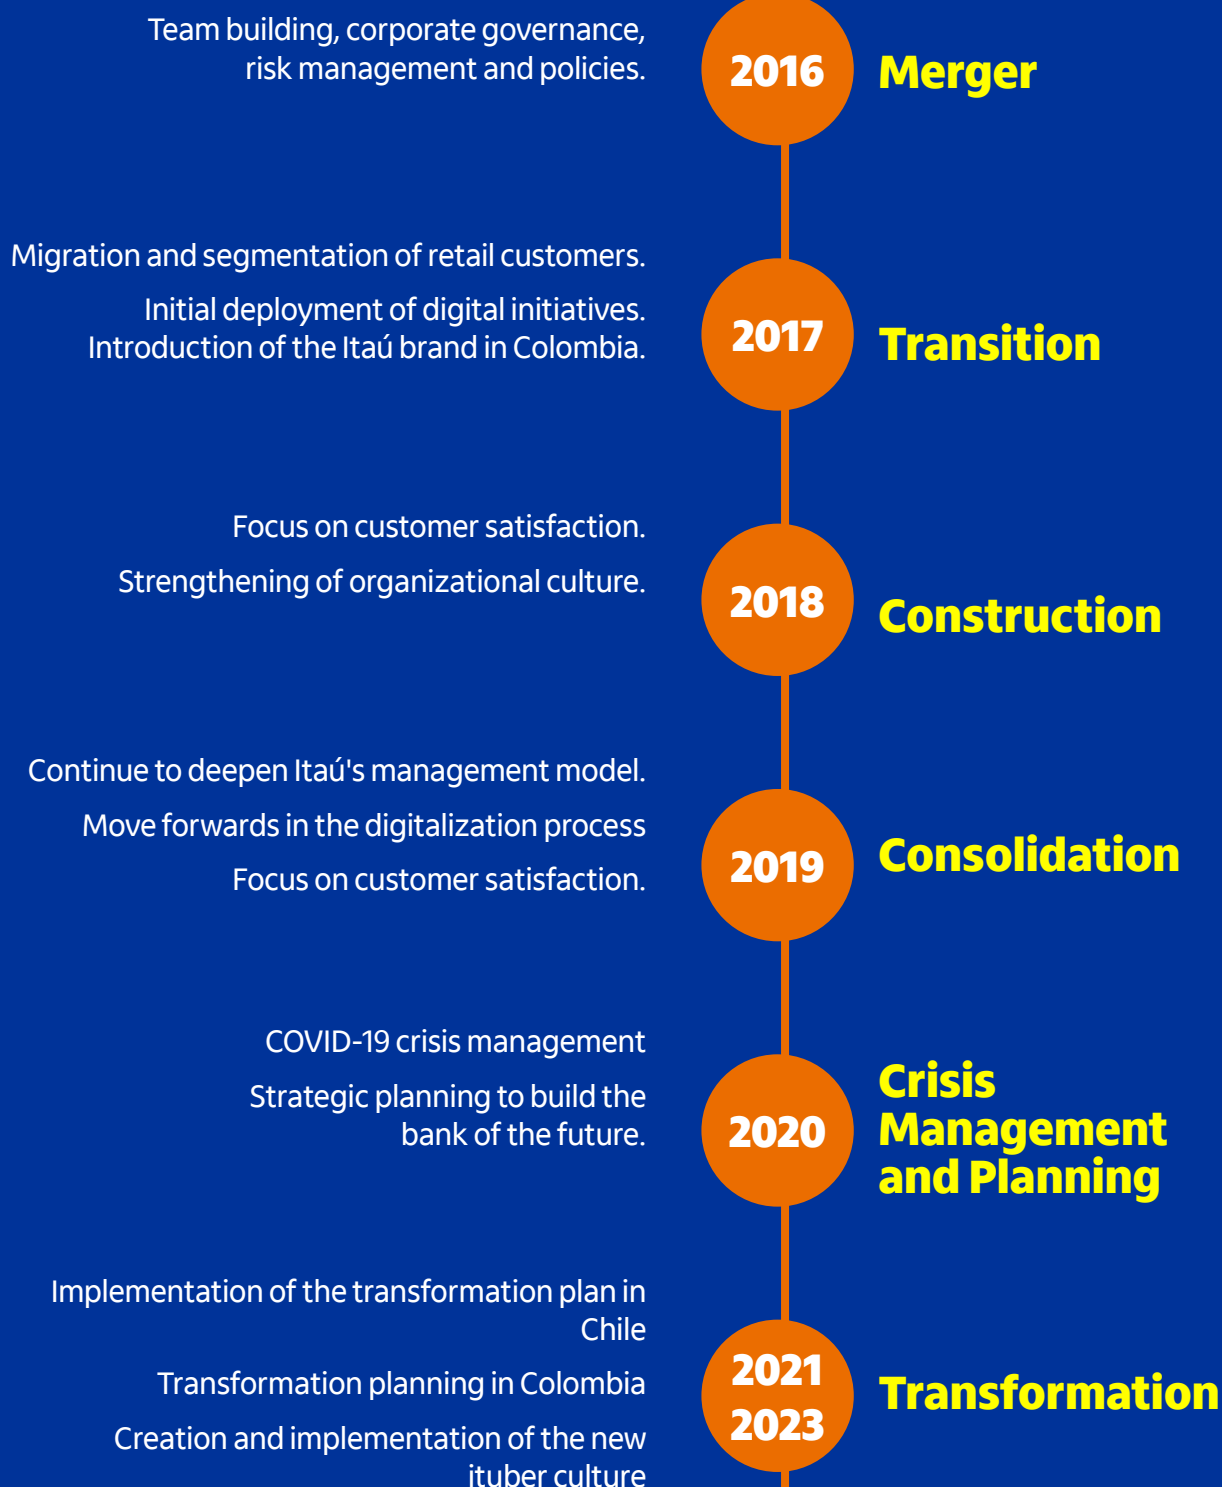 Team building, corporate governance,
risk management and policies.
2016
Merger
Migration and segmentation of retail customers.
Initial deployment of digital initiatives.
Introduction of the Itaú brand in Colombia.
2017
Transition
Focus on customer satisfaction.
Strengthening of organizational culture.
2018
Construction
Continue to deepen Itaú's management model.
Move forwards in the digitalization process
Focus on customer satisfaction.
2019
Consolidation
COVID-19 crisis management
Strategic planning to build the
bank of the future.
2020
Crisis
Management
and Planning
Implementation of the transformation plan in
Chile
Transformation planning in Colombia
Creation and implementation of the new
ituber culture
2021
2023
Transformation